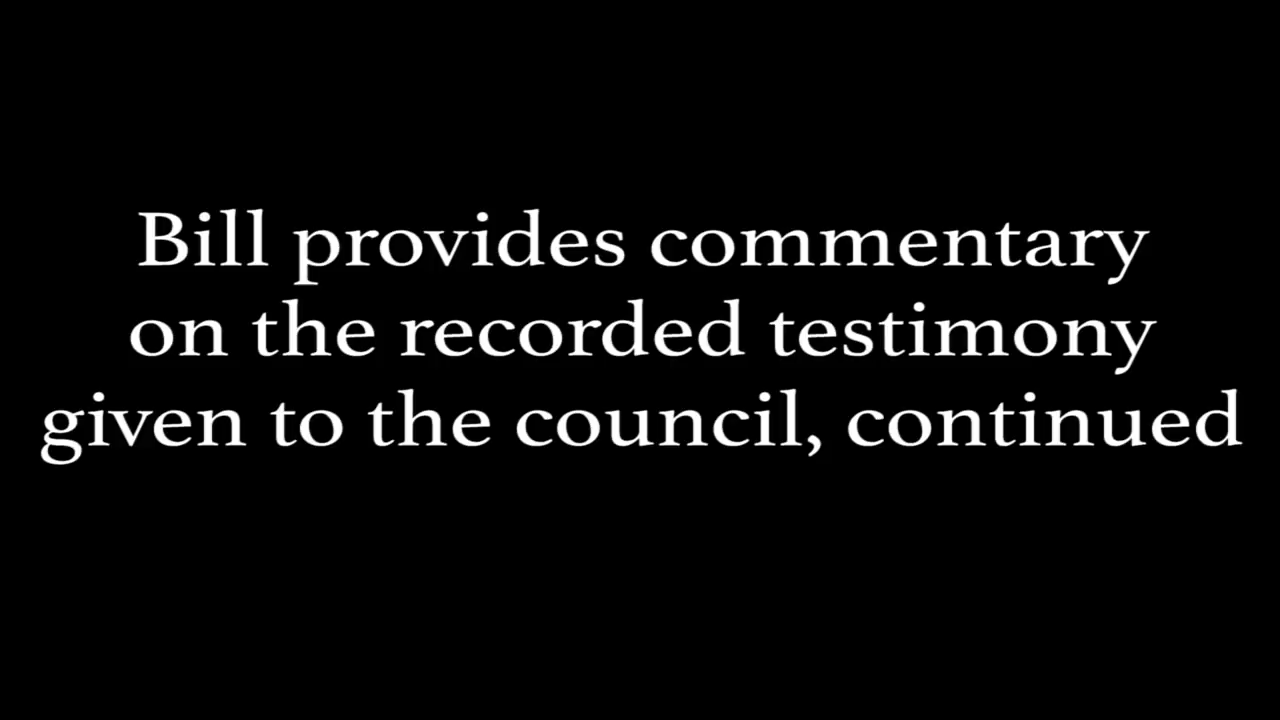 Bill provides commentary
on the recorded testimony
given to the council, continued